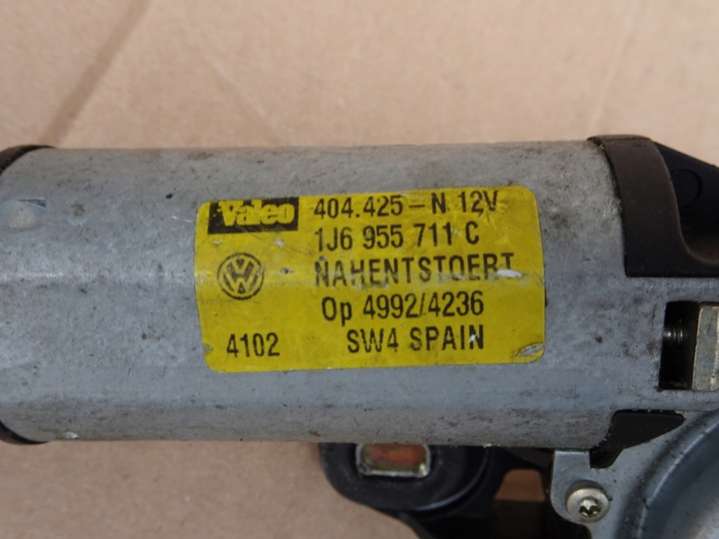 Valeo 404.425-N 12V
1J6 955 711 C
NAHENTSTOERT
Op 4992/4236
4102 SW4 SPAIN